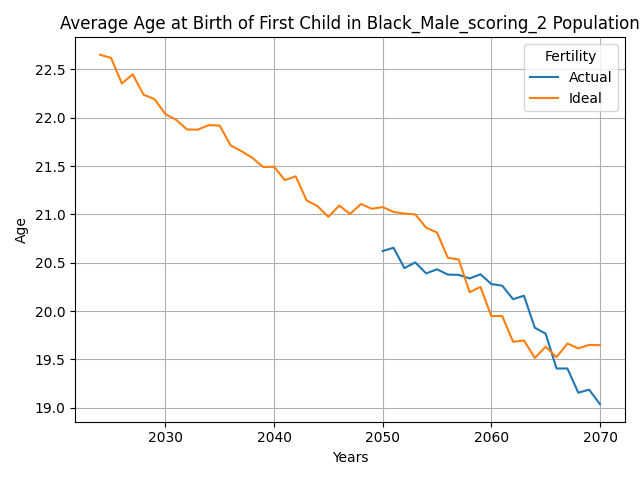 Average Age at Birth of First Child in Black_Male_scoring_2 Population
Fertility
Actual
Ideal
22.5
22.0
21.5
21.0
20.5
20.0
19.5
19.0
Age
2030 2040 2050 2060 2070
Years